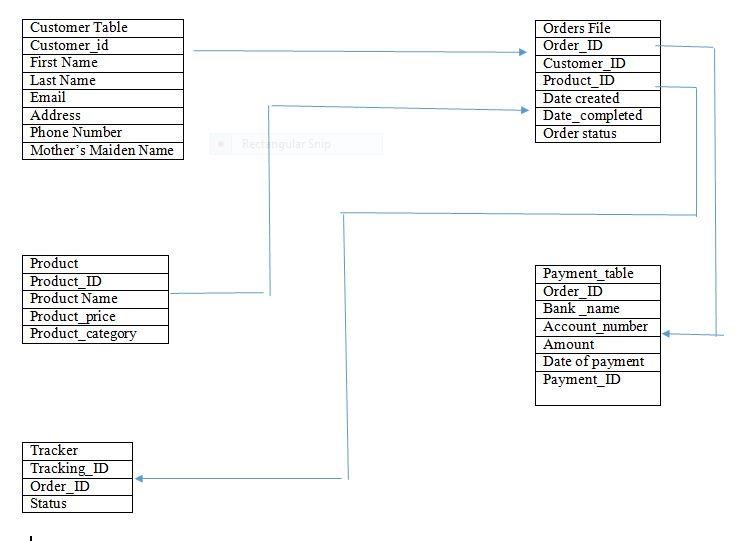 Customer Table
Customer_id
First Name
Last Name
Email
Address
Phone Number
Mother's Maiden Name
Orders File
Order_ID
Customer_ID
Product_ID
Date created
Date_completed
Order status
Rectangular Snip
Product
Product_ID
Product Name
Product_price
Product_category
Payment_table
Order_ID
Bank _name
Account_number
Amount
Date of payment
Payment_ID
Tracker
Tracking_ID
Order_ID
Status